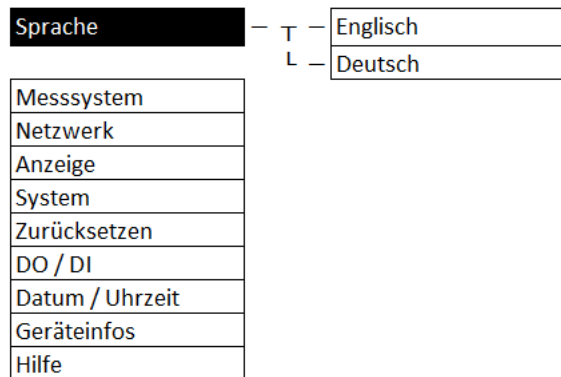 Sprache
Englisch
Deutsch
Messsystem
Netzwerk
Anzeige
System
Zurücksetzen
DO / DI
Datum / Uhrzeit
Geräteinfos
Hilfe